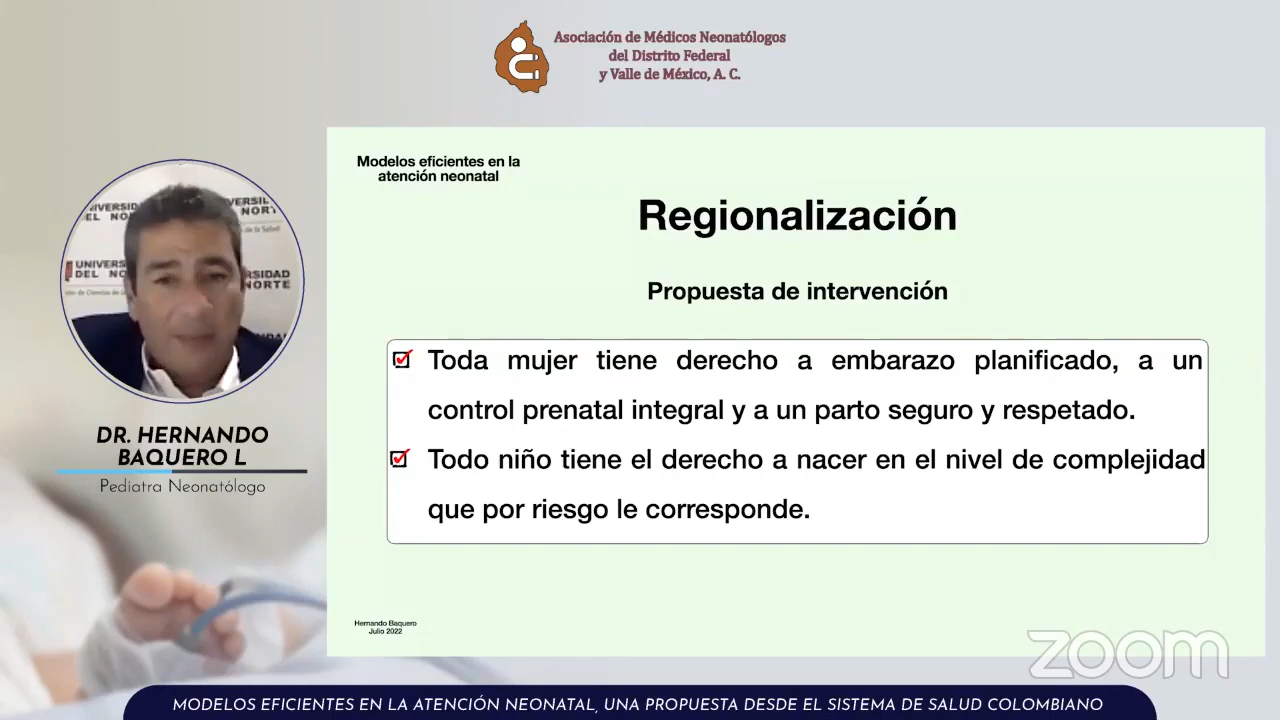 Asociación de Médicos Neonatólogos
del Distrito Federal
y Valle de México, A. C.
Modelos eficientes en la
atención neonatal
Regionalización
Propuesta de intervención
Toda mujer tiene derecho a embarazo planificado, a un
control prenatal integral y a un parto seguro y respetado.
Todo niño tiene el derecho a nacer en el nivel de complejidad
que por riesgo le corresponde.
Hernando Baquero
Julio 2022
UNIVERSIDAD
DEL NORTE
DR. HERNANDO
BAQUERO L
Pediatra Neonatólogo
zoom
MODELOS EFICIENTES EN LA ATENCIÓN NEONATAL, UNA PROPUESTA DESDE EL SISTEMA DE SALUD COLOMBIANO